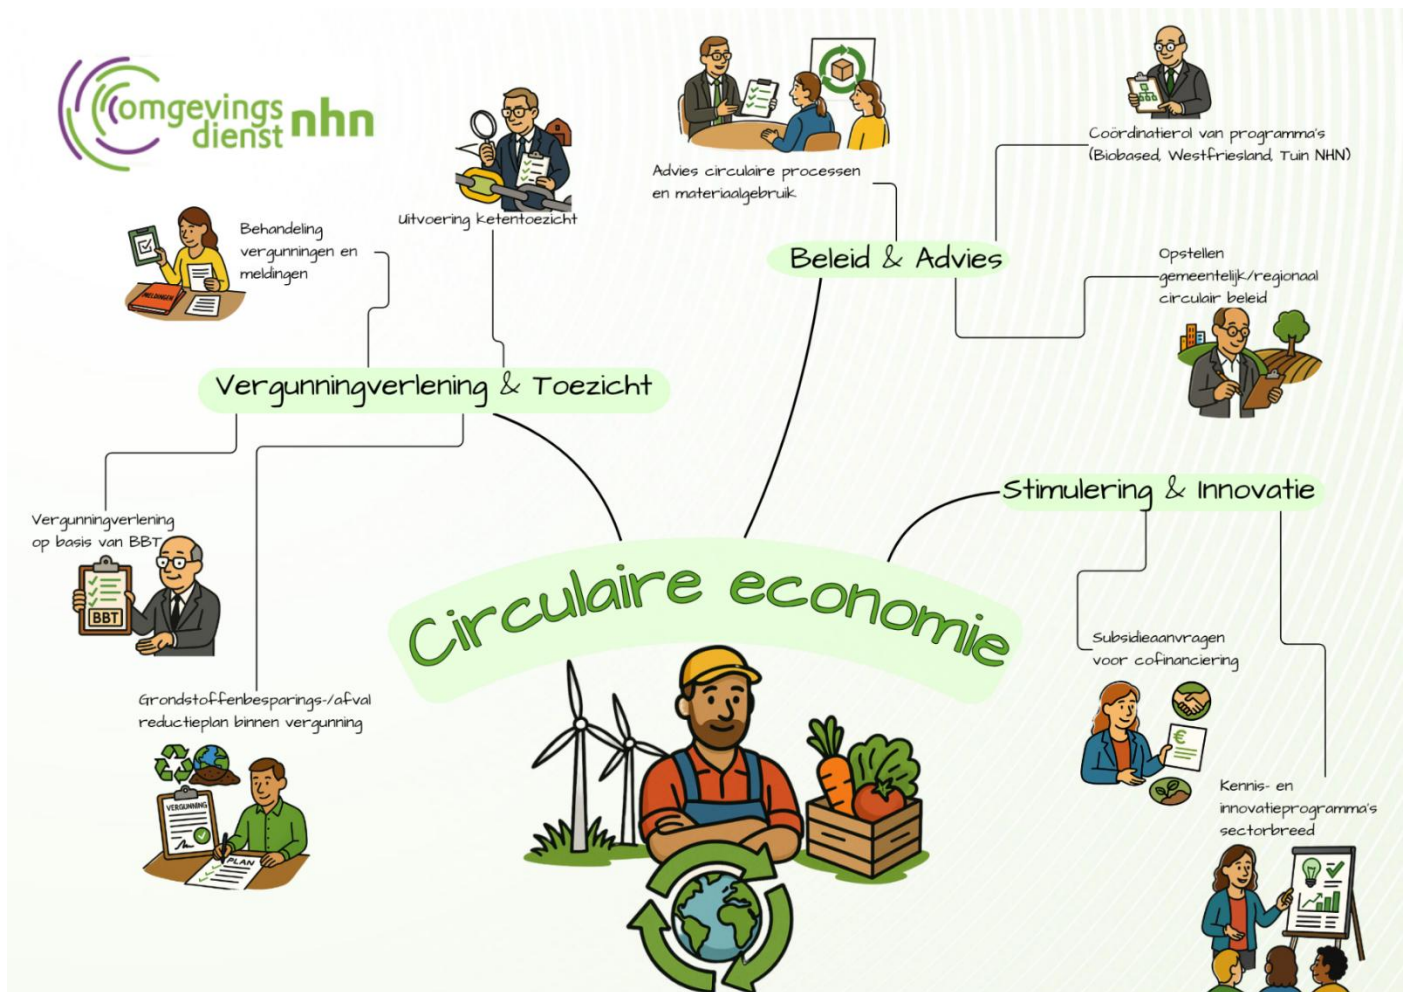 omgevings
dienst nhn
Uitvoering ketentoezicht
Behandeling
vergunningen en
meldingen
MELDINGEN
Vergunningverlening & Toezicht
Vergunningverlening
op basis van BBT
BBT
Grondstoffenbesparings-/afval
reductieplan binnen vergunning
VERGUNNING
PLAN
Advies circulaire processen
en materiaalgebruik
Coördinatierol van programma's
(Biobased, Westfriesland, Tuin NHN)
Beleid & Advies
Opstellen
gemeentelijk/regionaal
circulair beleid
Stimulering & Innovatie
Subsidieaanvragen
voor cofinanciering
€
Kennis- en
innovatieprogramma's
sectorbreed
Circulaire economie